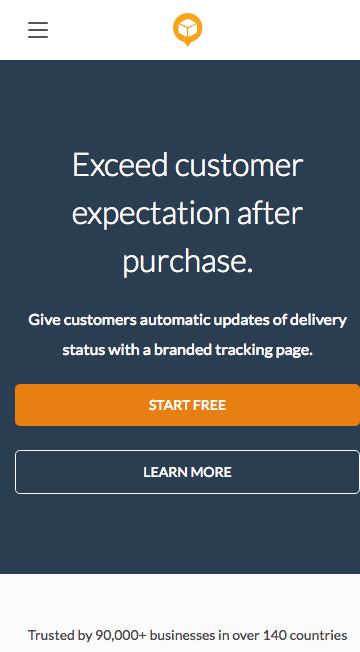 Exceed customer
expectation after
purchase.
Give customers automatic updates of delivery
status with a branded tracking page.
START FREE
LEARN MORE
Trusted by 90,000+ businesses in over 140 countries